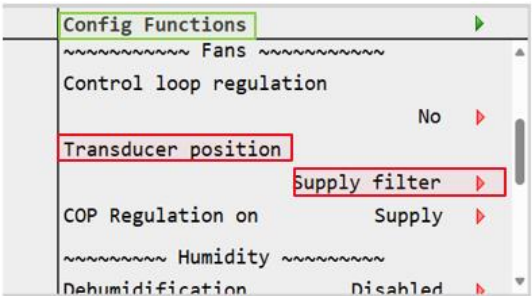 Config Functions
~~~~~~~~~~~ Fans ~~~~~~~~~~~
Control loop regulation
No
Transducer position
Supply filter
COP Regulation on Supply
~~~~~~~~~ Humidity ~~~~~~~~~
Dehumidification Disabled